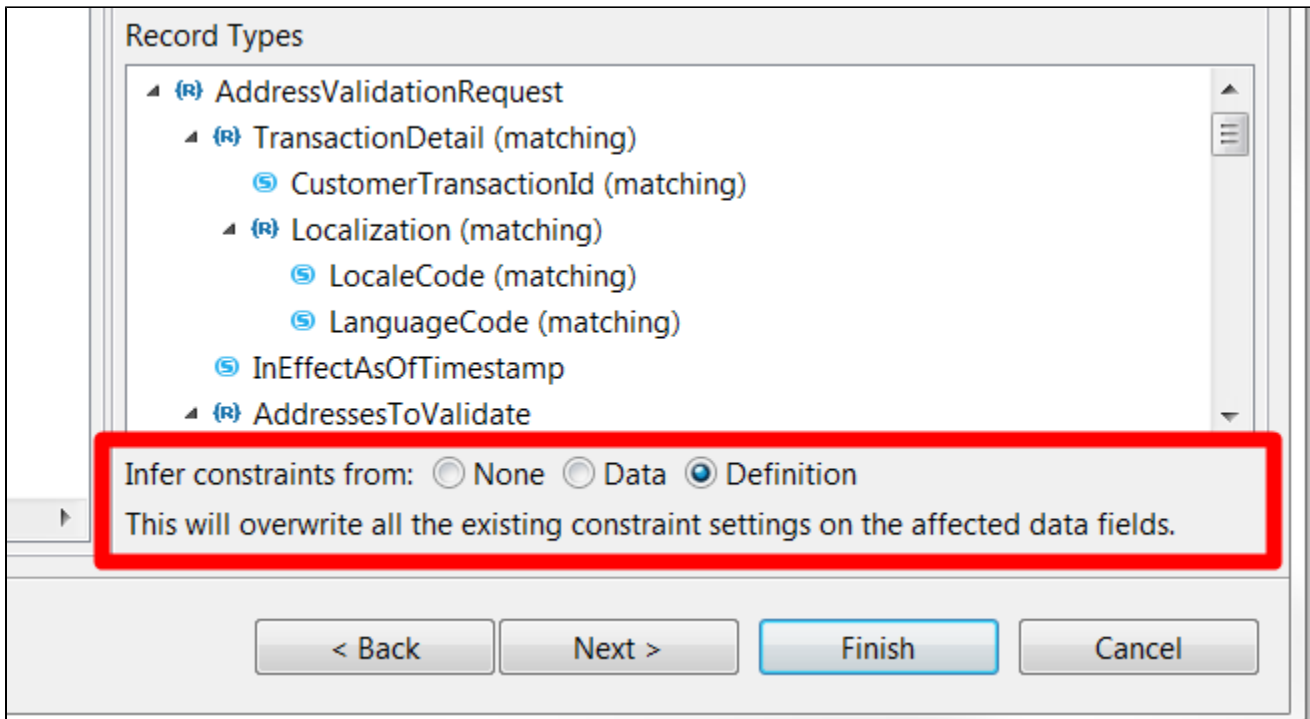 Record Types
{R} AddressValidationRequest
{R} TransactionDetail (matching)
S CustomerTransactionId (matching)
{R} Localization (matching)
S LocaleCode (matching)
S LanguageCode (matching)
S InEffectAsOfTimestamp
{R} AddressesToValidate
Infer constraints from: None Data Definition
This will overwrite all the existing constraint settings on the affected data fields.
< Back Next > Finish Cancel